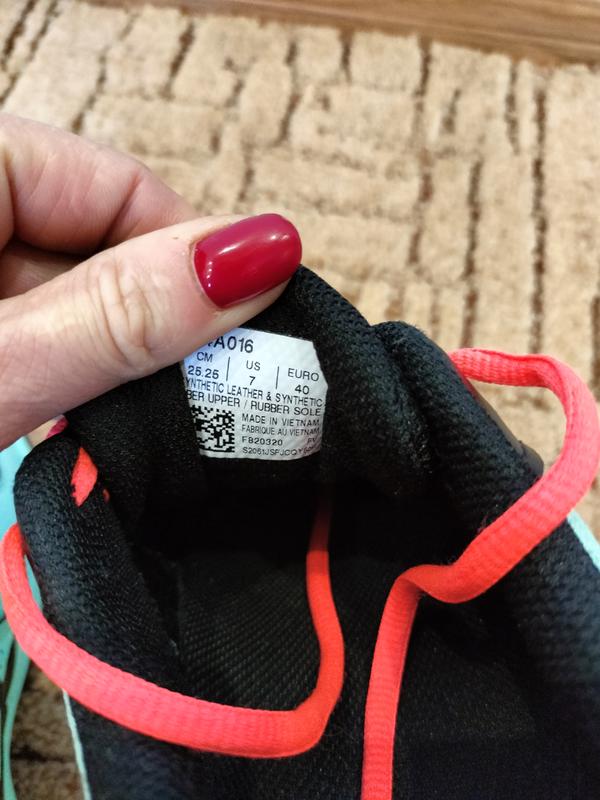 A016
CM US EURO
25.25 7 40
SYNTHETIC LEATHER & SYNTHETIC
BER UPPER / RUBBER SOLE
MADE IN VIETNAM
FABRIQUE AU VIETNAM
FB20320